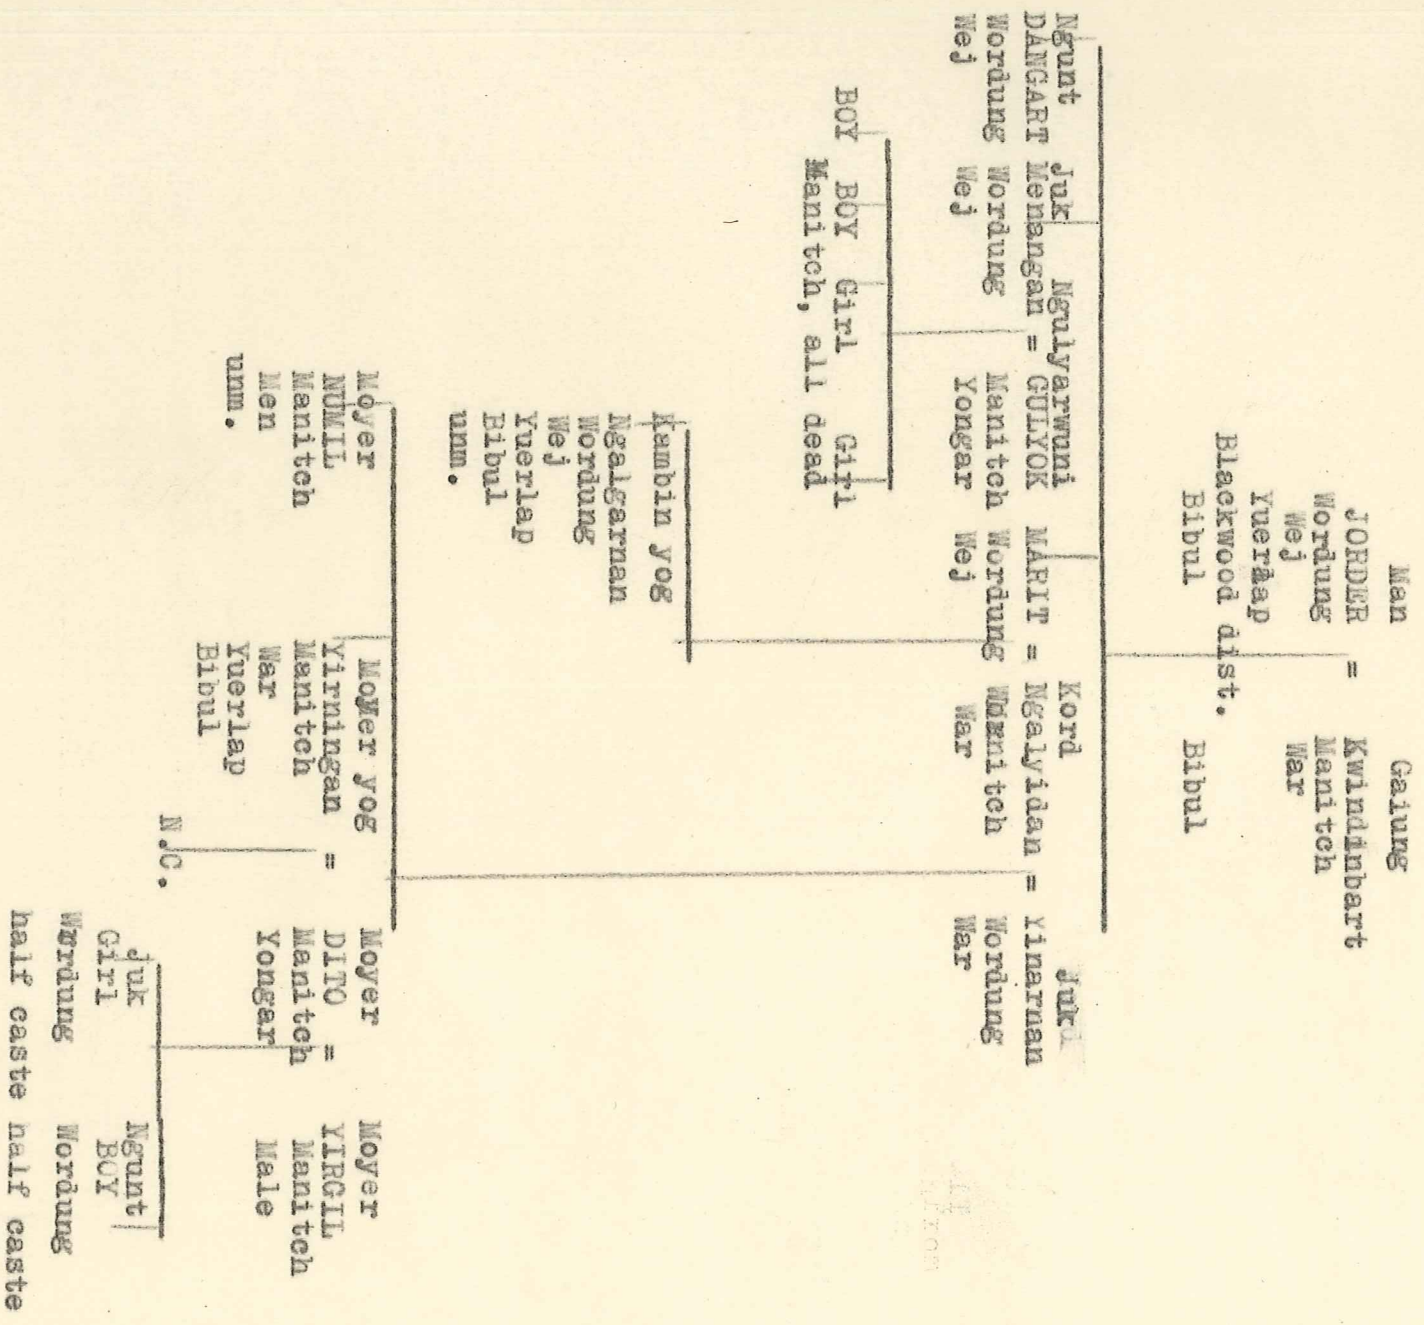 Man Gaiung
JORDER = Kwindinbart
Wordung Manitch
Wej War
Yuerlap
Blackwood dist.
Bibul Bibul
Ngunt Juk Ngulyarwuni Kord Juk
DANGART Menangan = GULYOK MARIT = Ngalyidan = Yinarnan
Wordung Wordung Manitch Wordung Manitch Wordung
Wej Wej Yongar Wej War War
BOY BOY Girl Girl
Manitch, all dead
Kambin yog
Ngalgarnan
Wordung
Wej
Yuerlap
Bibul
unm.
Moyer Moyer yog Moyer Moyer
NUMIL Yirningan = DITO = YIRGIL
Manitch Manitch Manitch Manitch
Men War Yongar Male
unm. Yuerlap
Bibul
N.C.
Juk Ngunt
Girl BOY
Wordung Wordung
half caste half caste